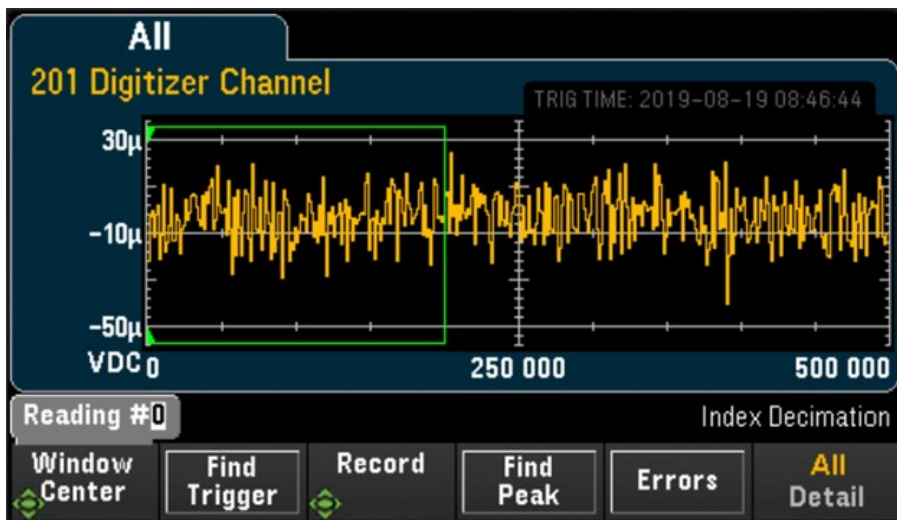 All
201 Digitizer Channel
TRIG TIME: 2019-08-19 08:46:44
30µ
-10µ
-50µ
VDC 0 250 000 500 000
Reading #0
Index Decimation
Window Center
Find Trigger
Record
Find Peak
Errors
All
Detail